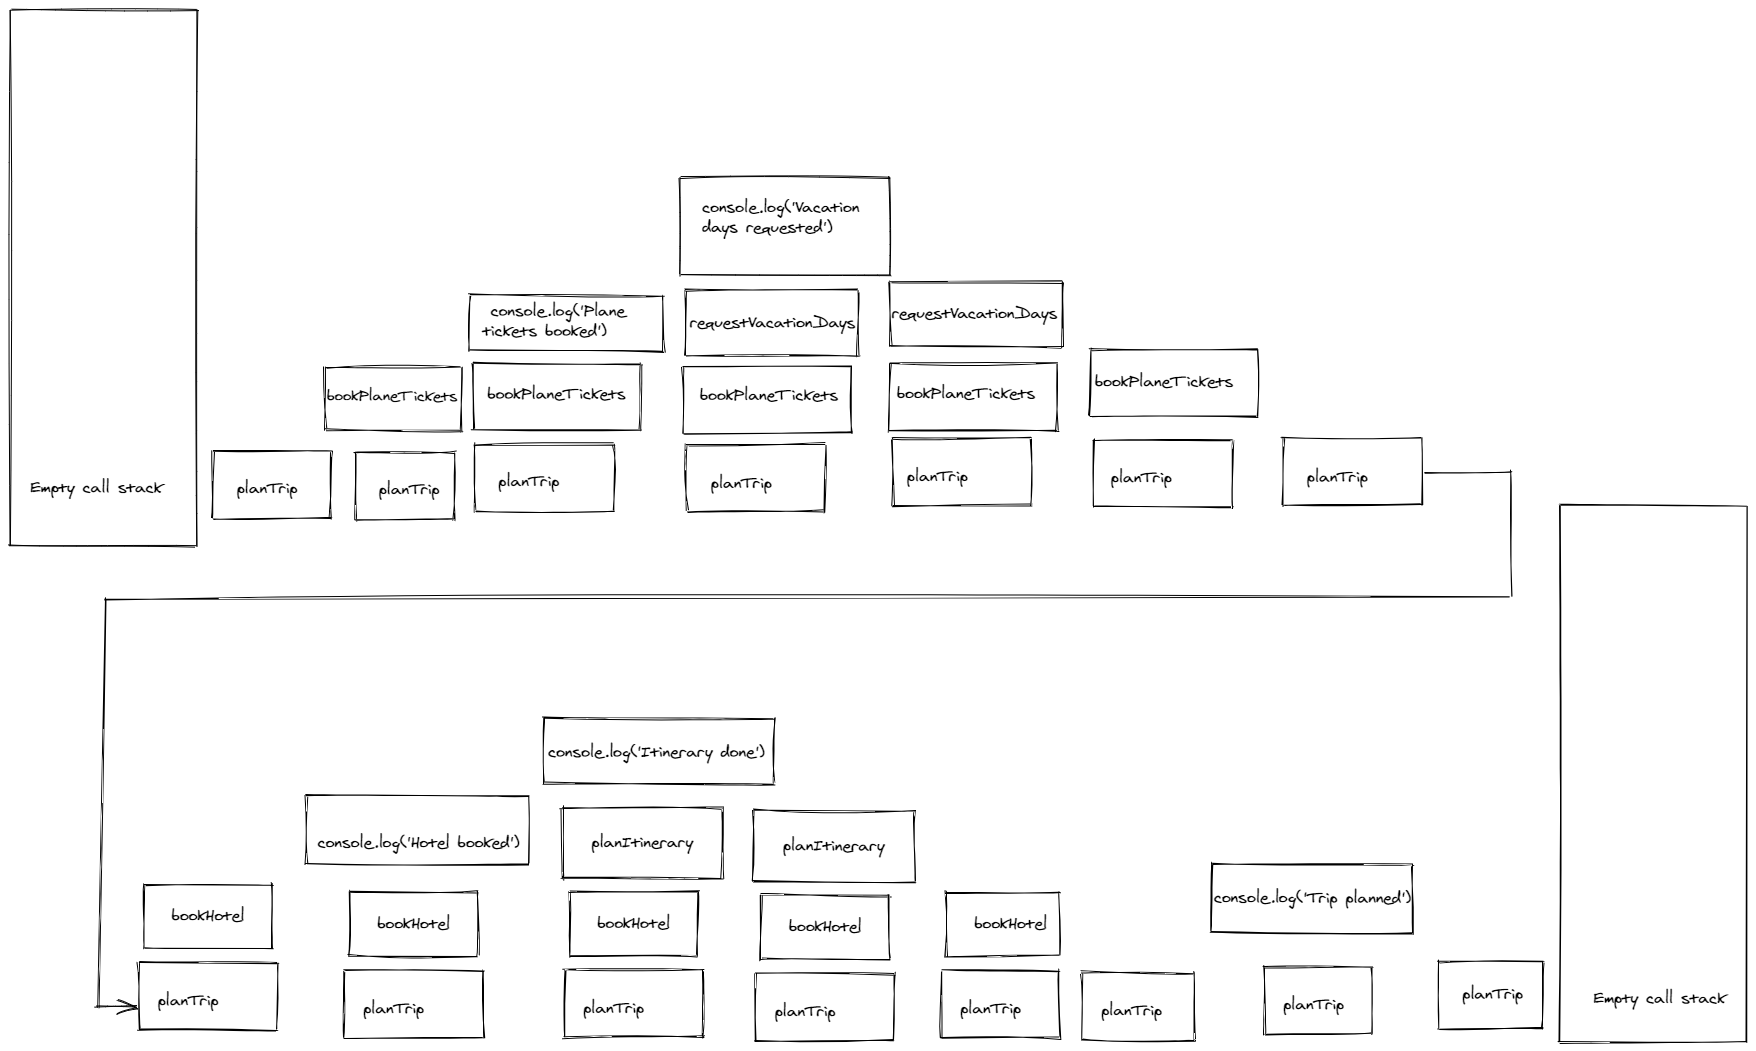 console.log('Vacation
days requested')
console.log('Plane
tickets booked')
requestVacationDays
requestVacationDays
bookPlaneTickets
bookPlaneTickets
bookPlaneTickets
bookPlaneTickets
bookPlaneTickets
Empty call stack
planTrip
planTrip
planTrip
planTrip
planTrip
planTrip
planTrip
console.log('Itinerary done')
console.log('Hotel booked')
planItinerary
planItinerary
console.log('Trip planned')
bookHotel
bookHotel
bookHotel
bookHotel
bookHotel
planTrip
planTrip
planTrip
planTrip
planTrip
planTrip
planTrip
planTrip
Empty call stack